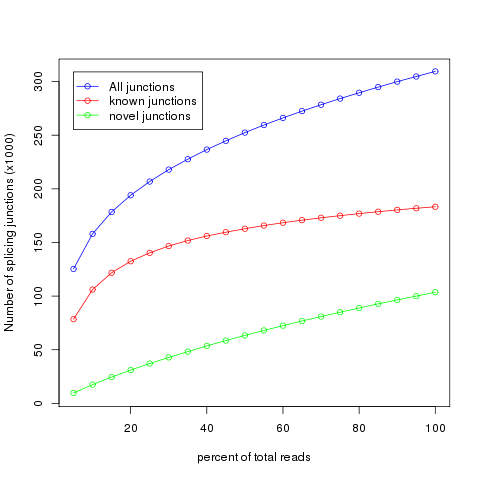 All junctions
known junctions
novel junctions
Number of splicing junctions (x1000)
300
250
200
150
100
50
0
20 40 60 80 100
percent of total reads